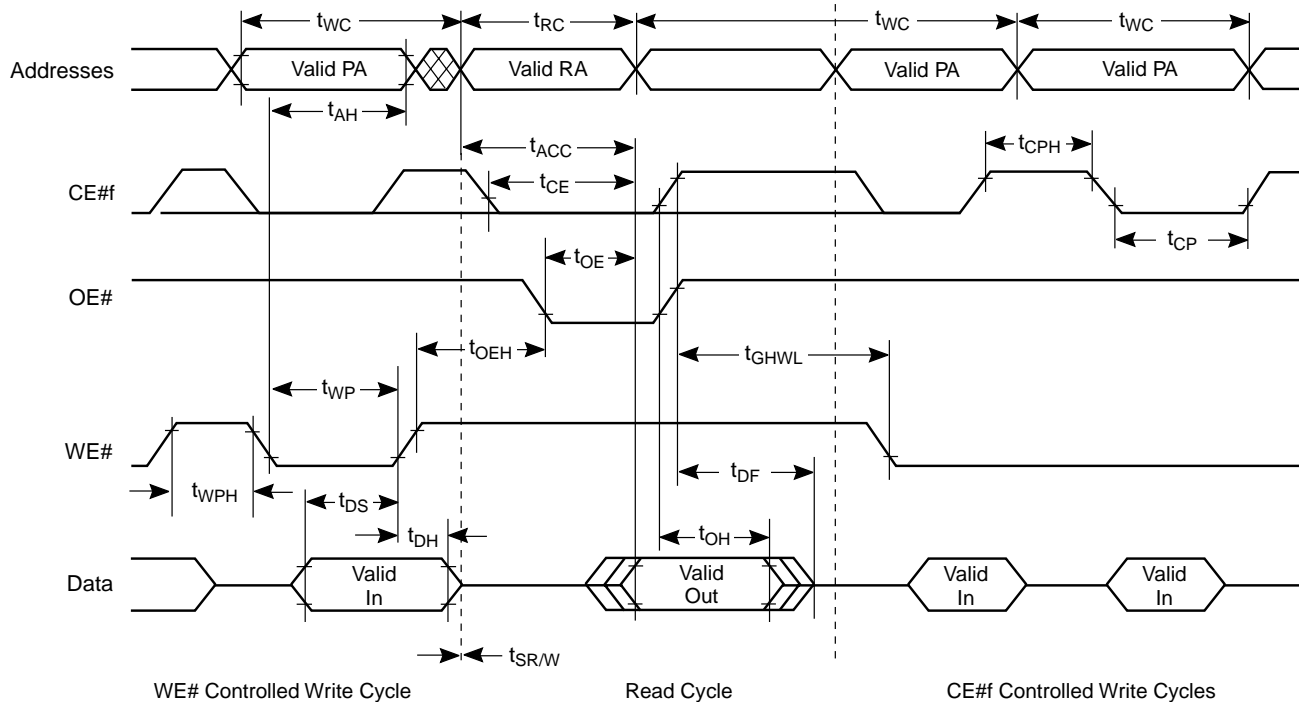 tWC tRC tWC tWC
Addresses Valid PA Valid RA Valid PA Valid PA
tAH
tACC tCPH
CE#f tCE
tCP
tOE
OE#
tOEH tGHWL
tWP
WE#
tDF
tWPH tDS
tDH tOH
Data Valid In Valid Out Valid In Valid In
tSR/W
WE# Controlled Write Cycle Read Cycle CE#f Controlled Write Cycles